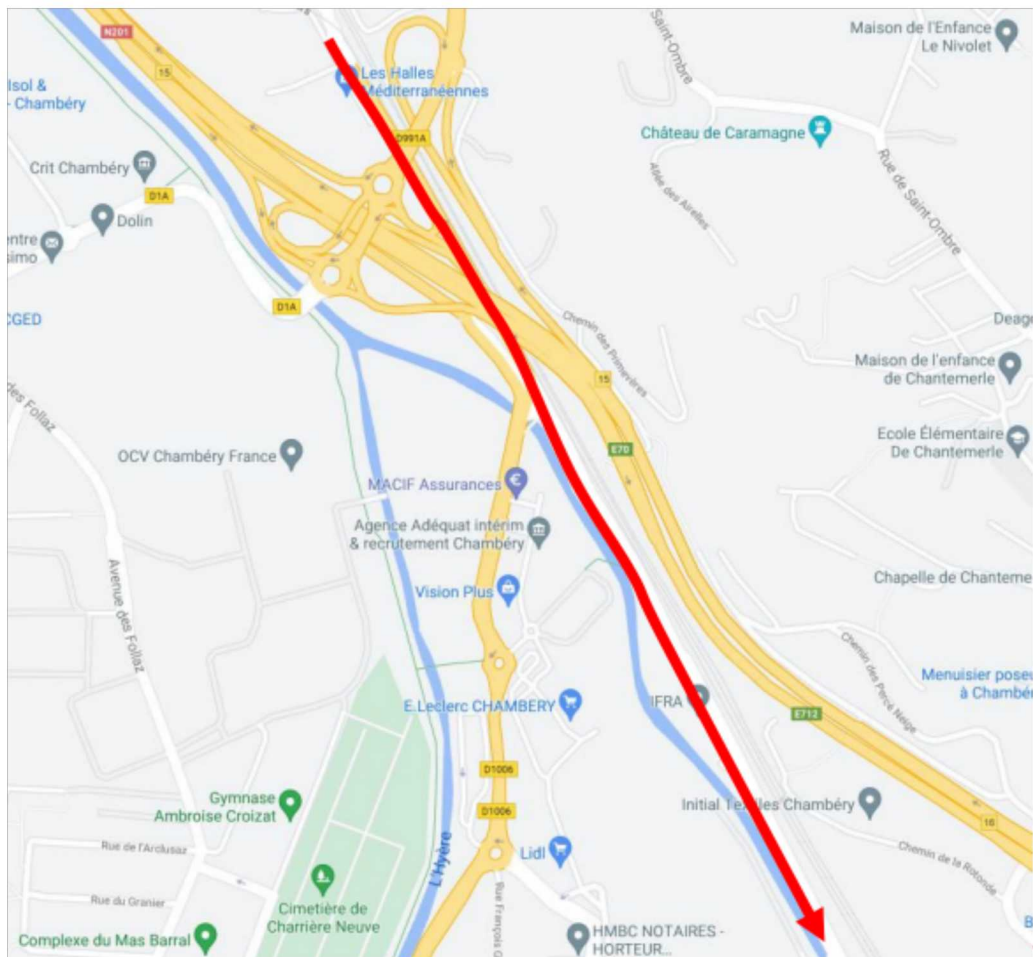 N201
15
Les Halles
Méditerranéennes
D991A
Saint-Ombre
Maison de l'Enfance
Le Nivolet
Isol &
- Chambéry
Château de Caramagne
Allée des Airelles
Rue de Saint-Ombre
Crit Chambéry
D1A
Dolin
entre
simo
D1A
CGED
Chemin des Primevères
Deage
15
Maison de l'enfance
de Chantemerle
des Follaz
E70
Ecole Élémentaire
De Chantemerle
OCV Chambéry France
MACIF Assurances
Agence Adéquat intérim
& recrutement Chambéry
Avenue des Follaz
Vision Plus
Chapelle de Chanteme
Chemin des Percé Neige
Menuisier poseu
à Chambér
IFRA
E.Leclerc CHAMBERY
E712
D1006
Gymnase
Ambroise Croizat
D1006
Initial Textiles Chambéry
16
Rue de l'Arclusaz
L'Hyère
Lidl
Chemin de la Rotonde
Rue du Granier
Cimetière de
Charrière Neuve
Rue François G
Complexe du Mas Barral
HMBC NOTAIRES -
HORTEUR...
B